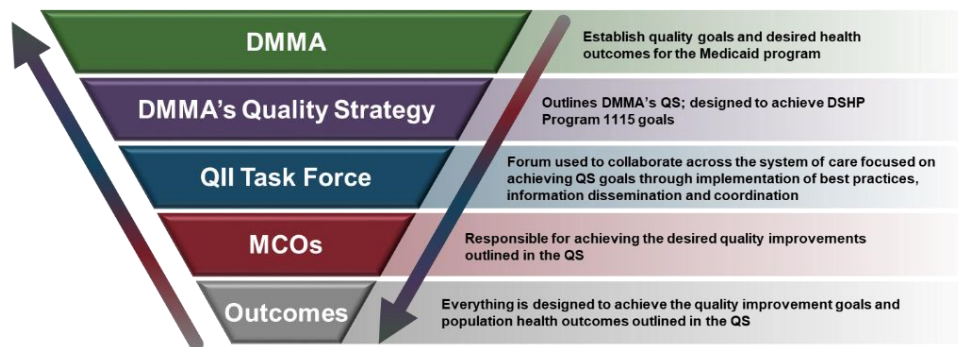 DMMA
Establish quality goals and desired health
outcomes for the Medicaid program
DMMA's Quality Strategy
Outlines DMMA's QS; designed to achieve DSHP
Program 1115 goals
QII Task Force
Forum used to collaborate across the system of care focused on
achieving QS goals through implementation of best practices,
information dissemination and coordination
MCOs
Responsible for achieving the desired quality improvements
outlined in the QS
Outcomes
Everything is designed to achieve the quality improvement goals and
population health outcomes outlined in the QS